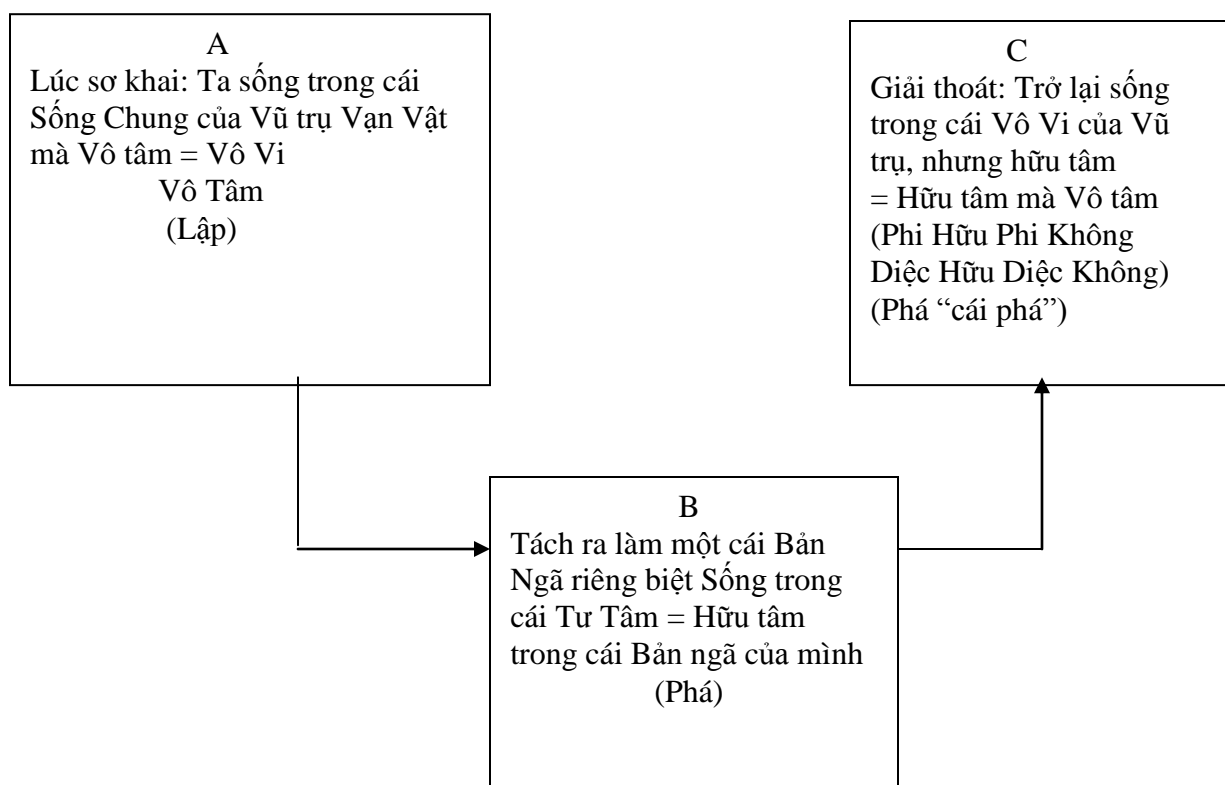 A
Lúc sơ khai: Ta sống trong cái
Sống Chung của Vũ trụ Vạn Vật
mà Vô tâm = Vô Vi
Vô Tâm
(Lập)
B
Tách ra làm một cái Bản
Ngã riêng biệt Sống trong
cái Tư Tâm = Hữu tâm
trong cái Bản ngã của mình
(Phá)
C
Giải thoát: Trở lại sống
trong cái Vô Vi của Vũ
trụ, nhưng hữu tâm
= Hữu tâm mà Vô tâm
(Phi Hữu Phi Không
Diệc Hữu Diệc Không)
(Phá “cái phá”)